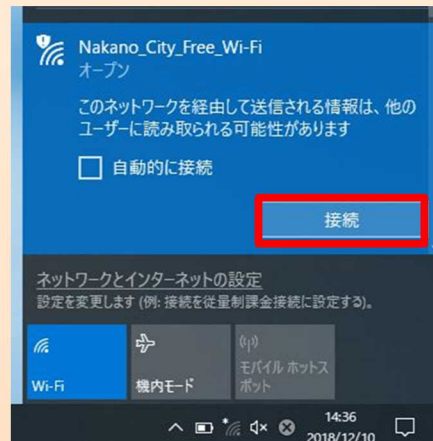 Nakano_City_Free_Wi-Fi
オープン
このネットワークを経由して送信される情報は、他の
ユーザーに読み取られる可能性があります
自動的に接続
接続
ネットワークとインターネットの設定
設定を変更します (例: 接続を従量制課金接続に設定する)。
Wi-Fi
機内モード
モバイル ホットス
ポット
14:36
2018/12/10